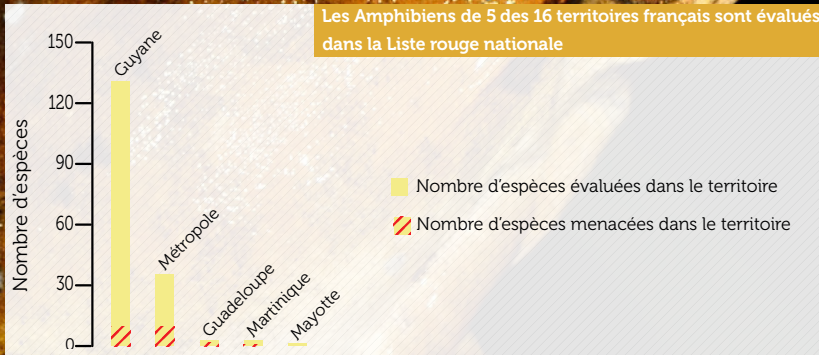 Les Amphibiens de 5 des 16 territoires français sont évalués
dans la Liste rouge nationale
Nombre d'espèces
150
120
90
60
30
0
Guyane
Métropole
Guadeloupe
Martinique
Mayotte
Nombre d'espèces évaluées dans le territoire
Nombre d'espèces menacées dans le territoire